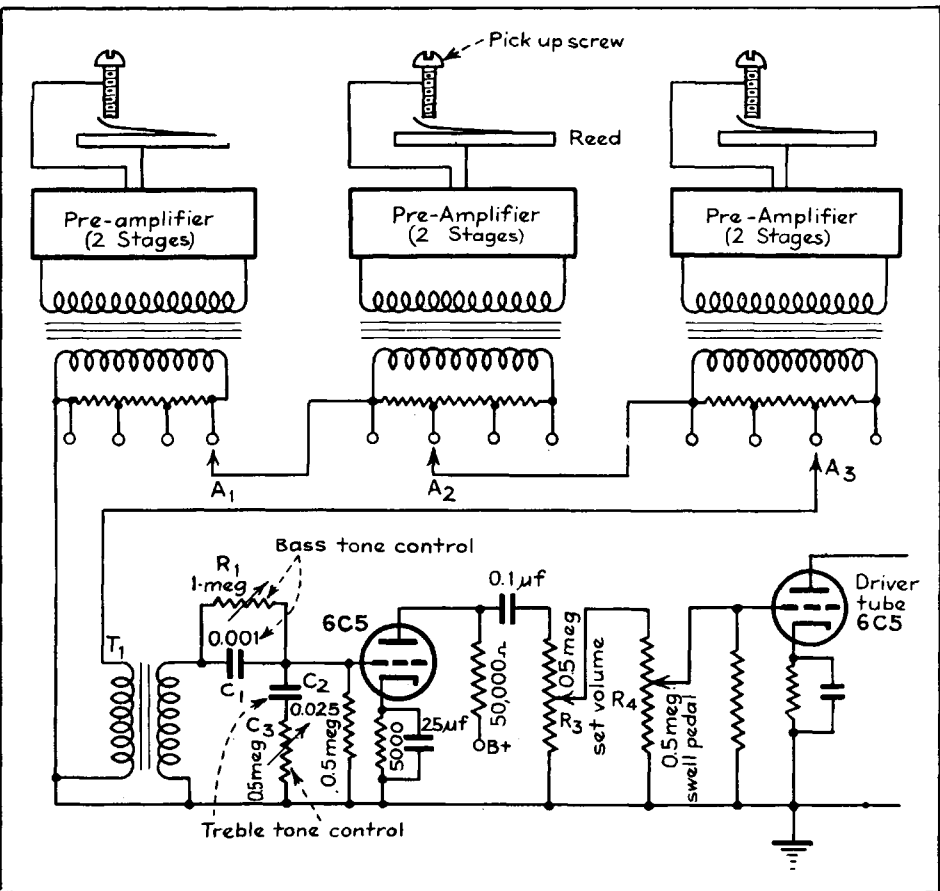 Pick up screw
Reed
Pre-amplifier
(2 Stages)
Pre-Amplifier
(2 Stages)
Pre-Amplifier
(2 Stages)
A1
A2
A3
Bass tone control
R1
1-meg
0.001
C1
T1
C2
0.025
C3
0.5meg
0.5meg
6C5
5000
25µf
50,000Ω
B+
0.1µf
0.5meg
R3
set volume
R4
0.5meg
swell pedal
Driver
tube
6C5
Treble tone control